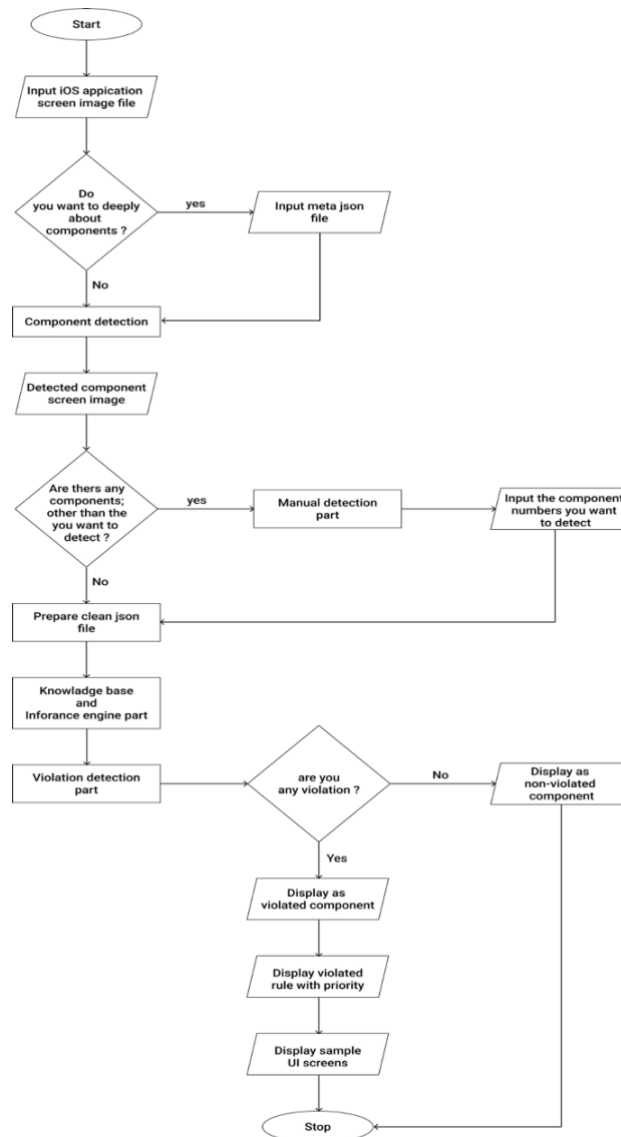 Start
Input iOS appication
screen image file
Do
you want to deeply
about
components ?
yes
Input meta json
file
No
Component detection
Detected component
screen image
Are thers any
components;
other than the
you want to
detect ?
yes
Manual detection
part
Input the component
numbers you want
to detect
No
Prepare clean json
file
Knowladge base
and
Inforance engine part
Violation detection
part
are you
any violation ?
No
Display as
non-violated
component
Yes
Display as
violated component
Display violated
rule with priority
Display sample
UI screens
Stop